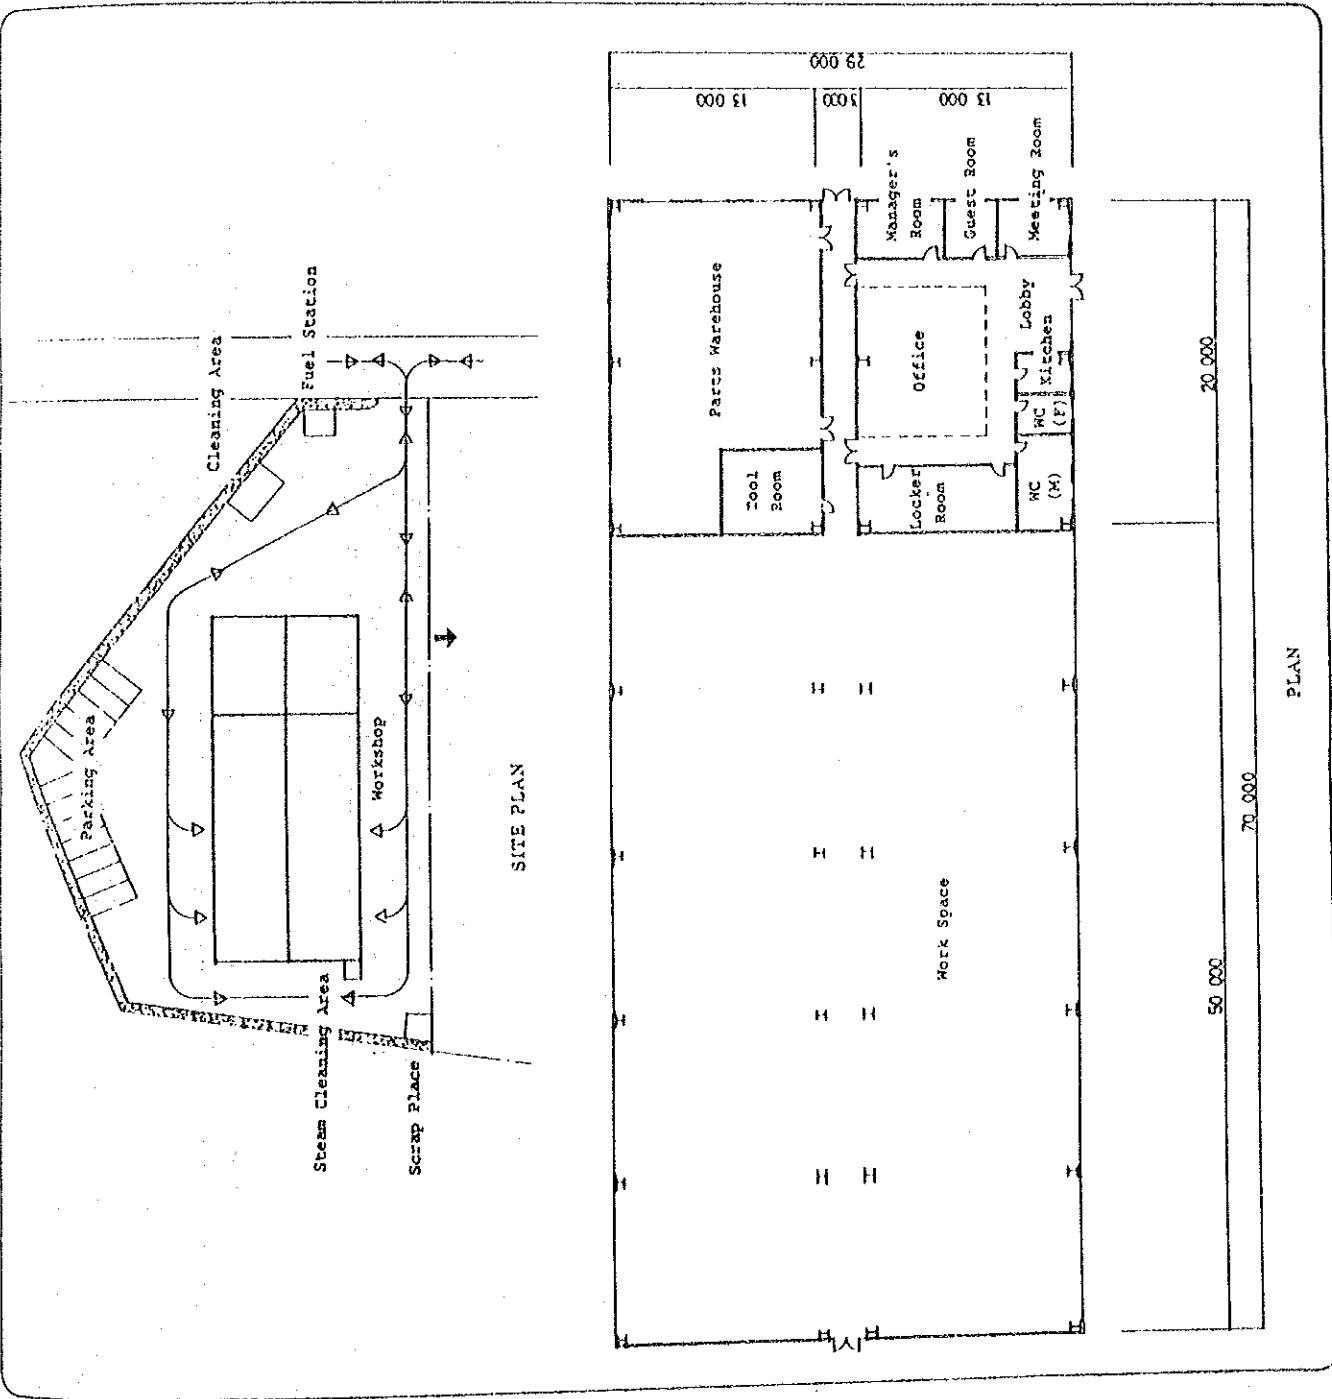 Cleaning Area
Fuel Station
Parking Area
Workshop
Steam Cleaning Area
Scrap Place
SITE PLAN
29 000
13 000
3 000
13 000
Parts Warehouse
Tool
Room
Manager's
Room
Guest Room
Meeting Room
Office
Lobby
Kitchen
WC
(F)
WC
(M)
Locker
Room
Work Space
20 000
50 000
70 000
PLAN